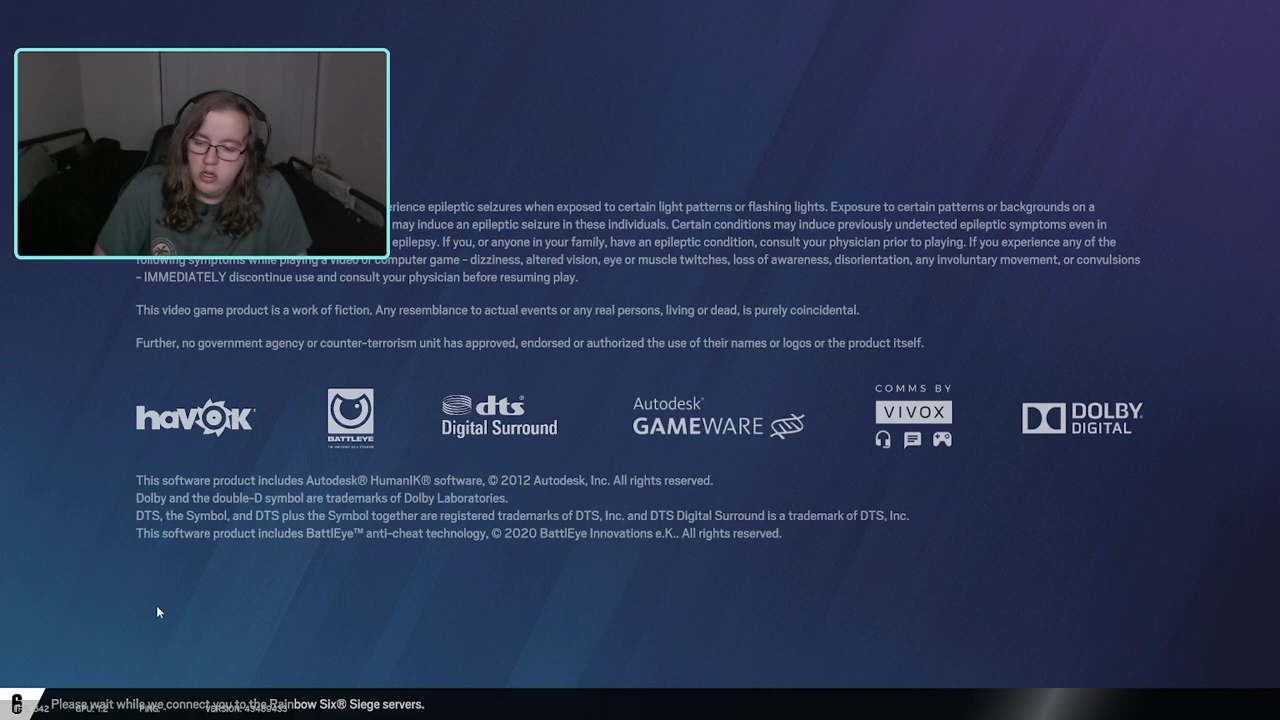 erience epileptic seizures when exposed to certain light patterns or flashing lights. Exposure to certain patterns or backgrounds on a
may induce an epileptic seizure in these individuals. Certain conditions may induce previously undetected epileptic symptoms even in
epilepsy. If you, or anyone in your family, have an epileptic condition, consult your physician prior to playing. If you experience any of the
following symptoms while playing a video or computer game - dizziness, altered vision, eye or muscle twitches, loss of awareness, disorientation, any involuntary movement, or convulsions
- IMMEDIATELY discontinue use and consult your physician before resuming play.
This video game product is a work of fiction. Any resemblance to actual events or any real persons, living or dead, is purely coincidental.
Further, no government agency or counter-terrorism unit has approved, endorsed or authorized the use of their names or logos or the product itself.
havok
BATTLEYE
dts
Digital Surround
Autodesk®
GAMEWARE
COMMS BY
VIVOX
DOLBY
DIGITAL
This software product includes Autodesk® HumanIK® software, © 2012 Autodesk, Inc. All rights reserved.
Dolby and the double-D symbol are trademarks of Dolby Laboratories.
DTS, the Symbol, and DTS plus the Symbol together are registered trademarks of DTS, Inc. and DTS Digital Surround is a trademark of DTS, Inc.
This software product includes BattlEye™ anti-cheat technology, © 2020 BattlEye Innovations e.K.. All rights reserved.
Please wait while we connect you to the Rainbow Six® Siege servers.
GPU: 1.2 PING: - VERSION: